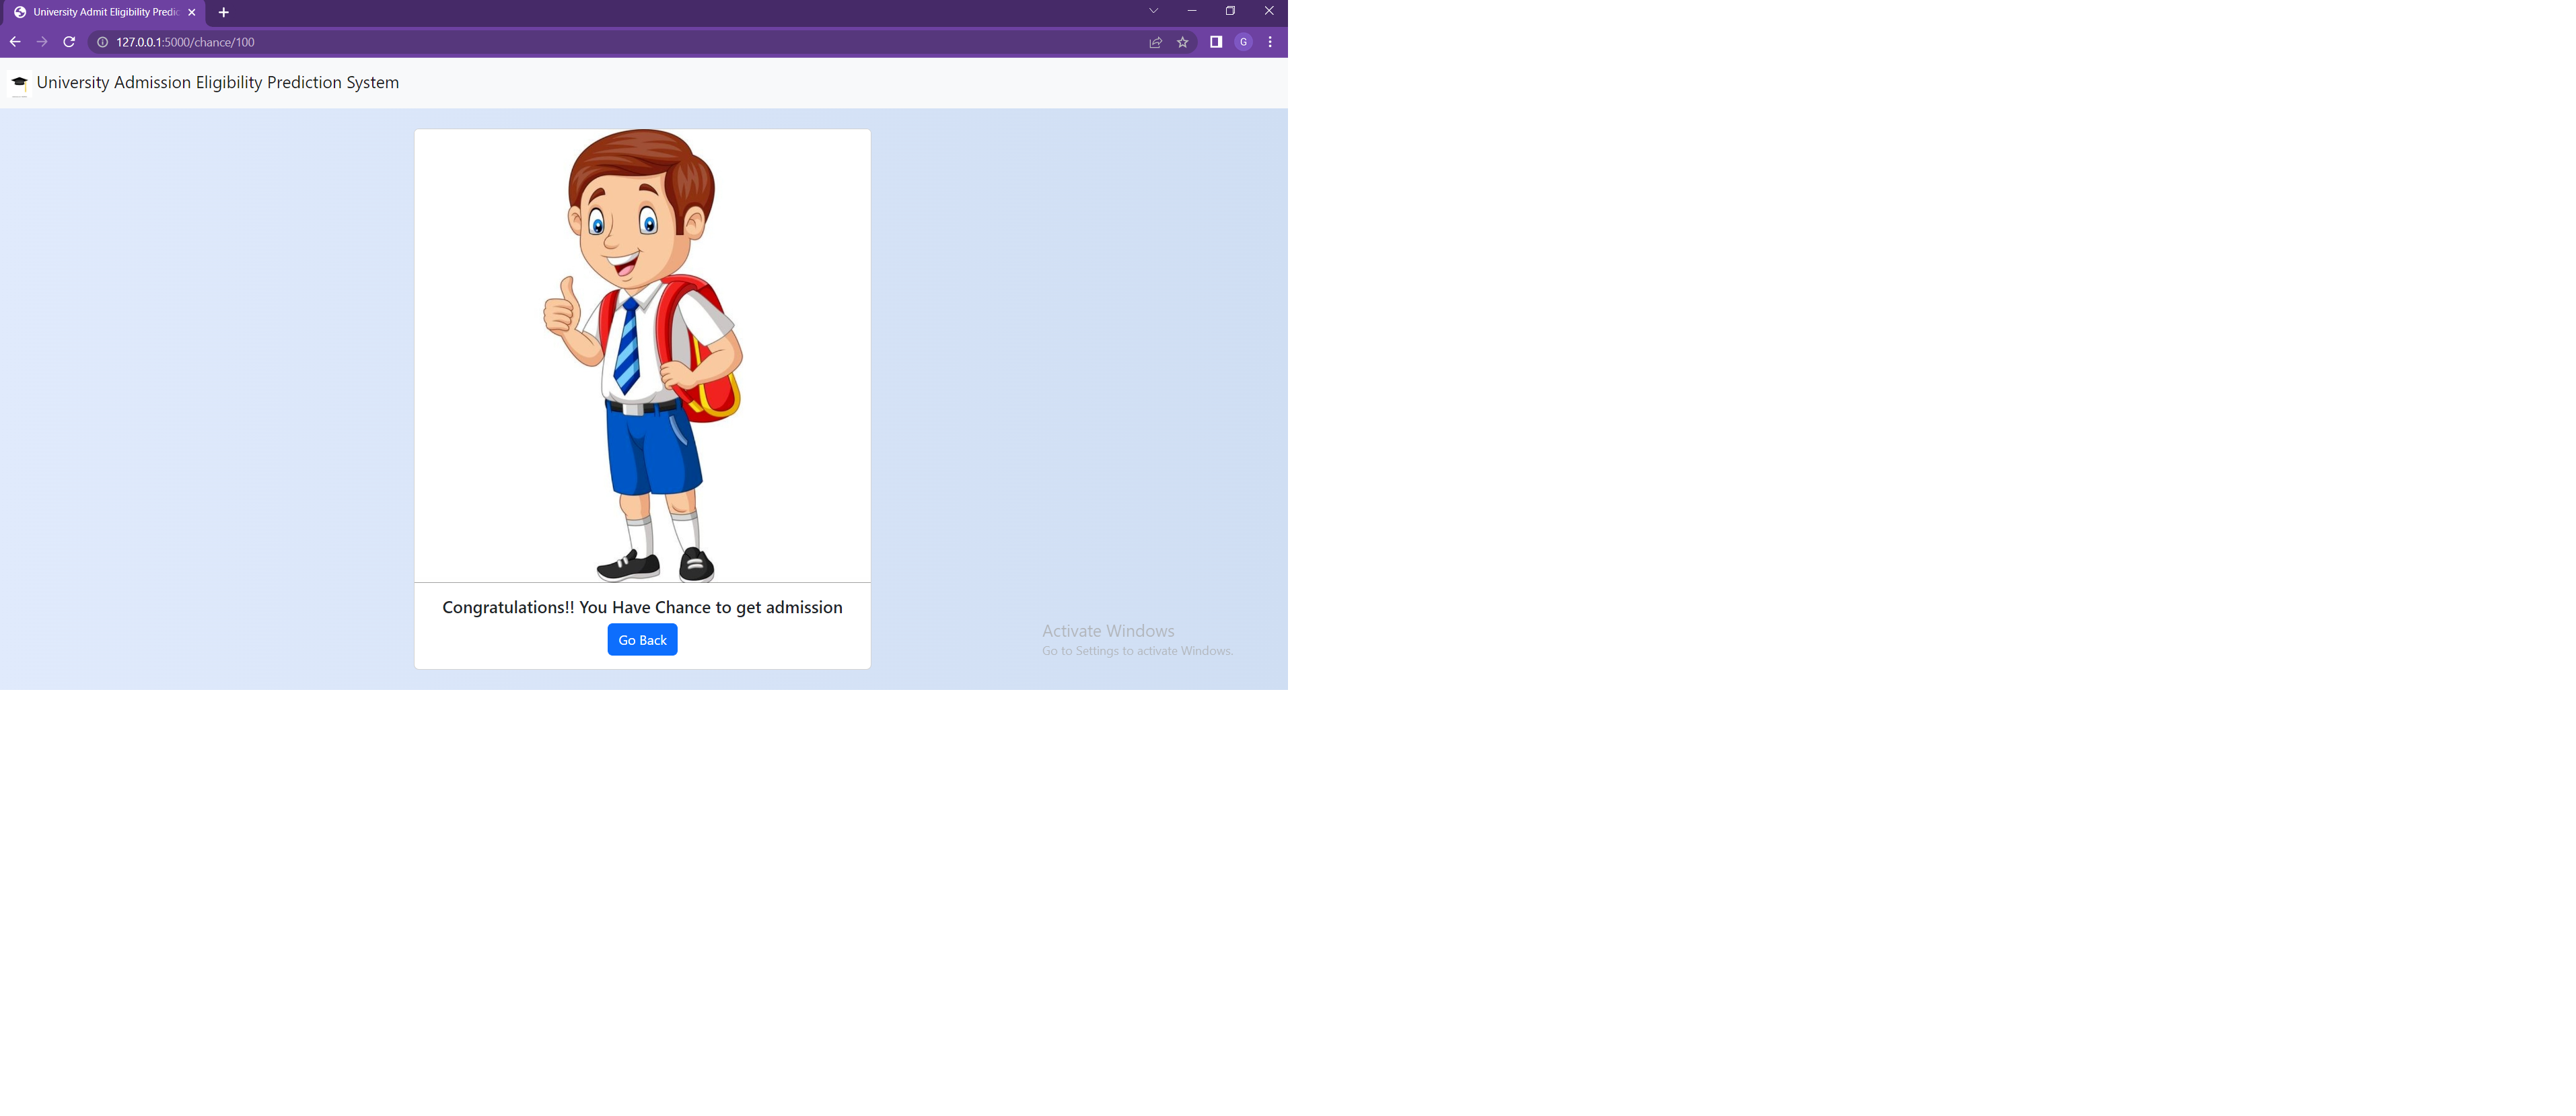 University Admit Eligibility Predic
127.0.0.1:5000/chance/100
G
University Admission Eligibility Prediction System
Congratulations!! You Have Chance to get admission
Go Back
Activate Windows
Go to Settings to activate Windows.